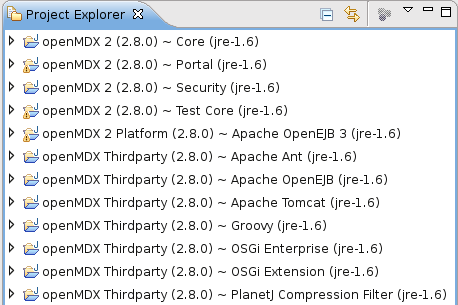 Project Explorer
openMDX 2 (2.8.0) ~ Core (jre-1.6)
openMDX 2 (2.8.0) ~ Portal (jre-1.6)
openMDX 2 (2.8.0) ~ Security (jre-1.6)
openMDX 2 (2.8.0) ~ Test Core (jre-1.6)
openMDX 2 Platform (2.8.0) ~ Apache OpenEJB 3 (jre-1.6)
openMDX Thirdparty (2.8.0) ~ Apache Ant (jre-1.6)
openMDX Thirdparty (2.8.0) ~ Apache OpenEJB (jre-1.6)
openMDX Thirdparty (2.8.0) ~ Apache Tomcat (jre-1.6)
openMDX Thirdparty (2.8.0) ~ Groovy (jre-1.6)
openMDX Thirdparty (2.8.0) ~ OSGi Enterprise (jre-1.6)
openMDX Thirdparty (2.8.0) ~ OSGi Extension (jre-1.6)
openMDX Thirdparty (2.8.0) ~ PlanetJ Compression Filter (jre-1.6)